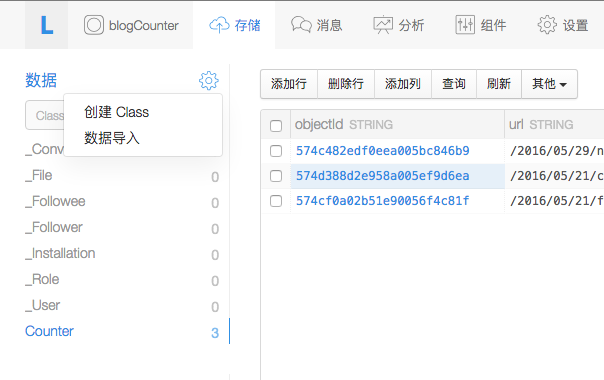 L blogCounter 存储 消息 分析 组件 设置
数据
创建 Class
数据导入
Class
_Conv
_File 0
_Followee 0
_Follower 0
_Installation 0
_Role 0
_User 0
Counter 3
添加行 删除行 添加列 查询 刷新 其他
objectId STRING url STRING
574c482edf0eea005bc846b9 /2016/05/29/n
574d388d2e958a005ef9d6ea /2016/05/21/c
574cf0a02b51e90056f4c81f /2016/05/21/f